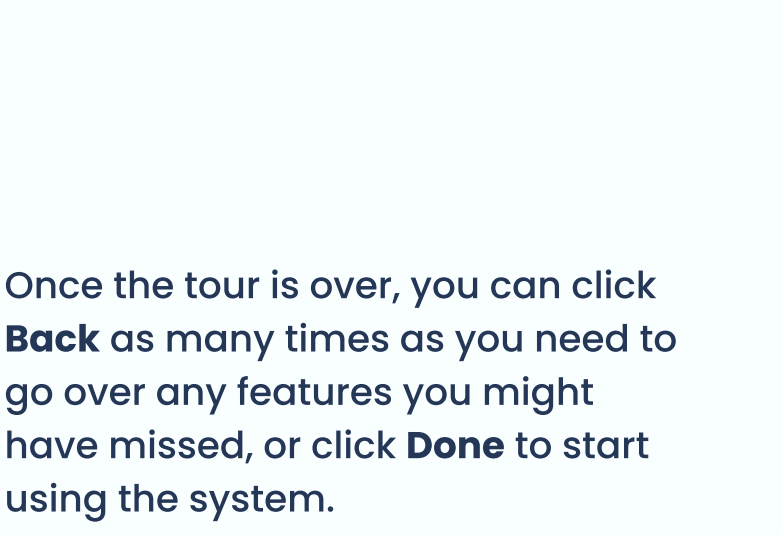 Once the tour is over, you can click
Back as many times as you need to
go over any features you might
have missed, or click Done to start
using the system.